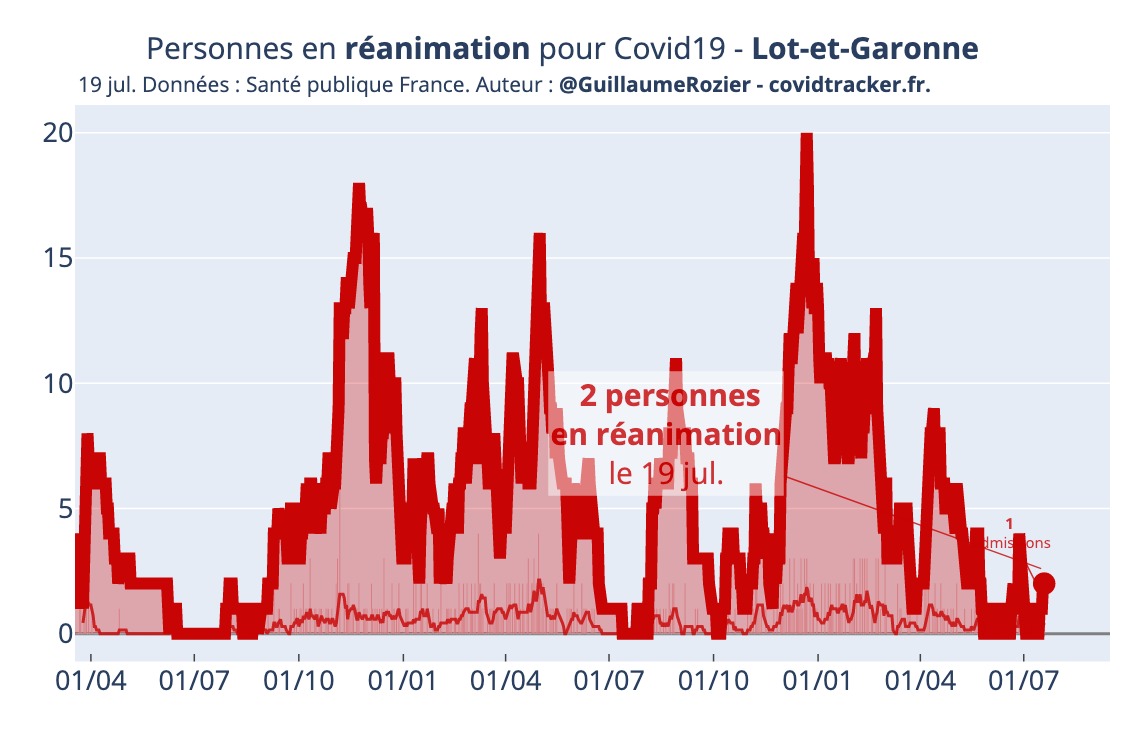 Personnes en réanimation pour Covid19 - Lot-et-Garonne
19 jul. Données : Santé publique France. Auteur : @GuillaumeRozier - covidtracker.fr.
20
15
10
5
0
2 personnes
en réanimation
le 19 jul.
1
admissions
01/04 01/07 01/10 01/01 01/04 01/07 01/10 01/01 01/04 01/07